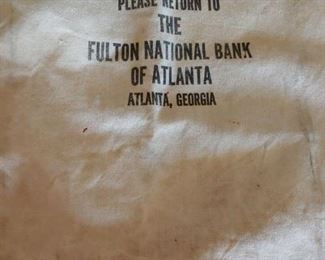 PLEASE RETURN TO
THE
FULTON NATIONAL BANK
OF ATLANTA
ATLANTA, GEORGIA